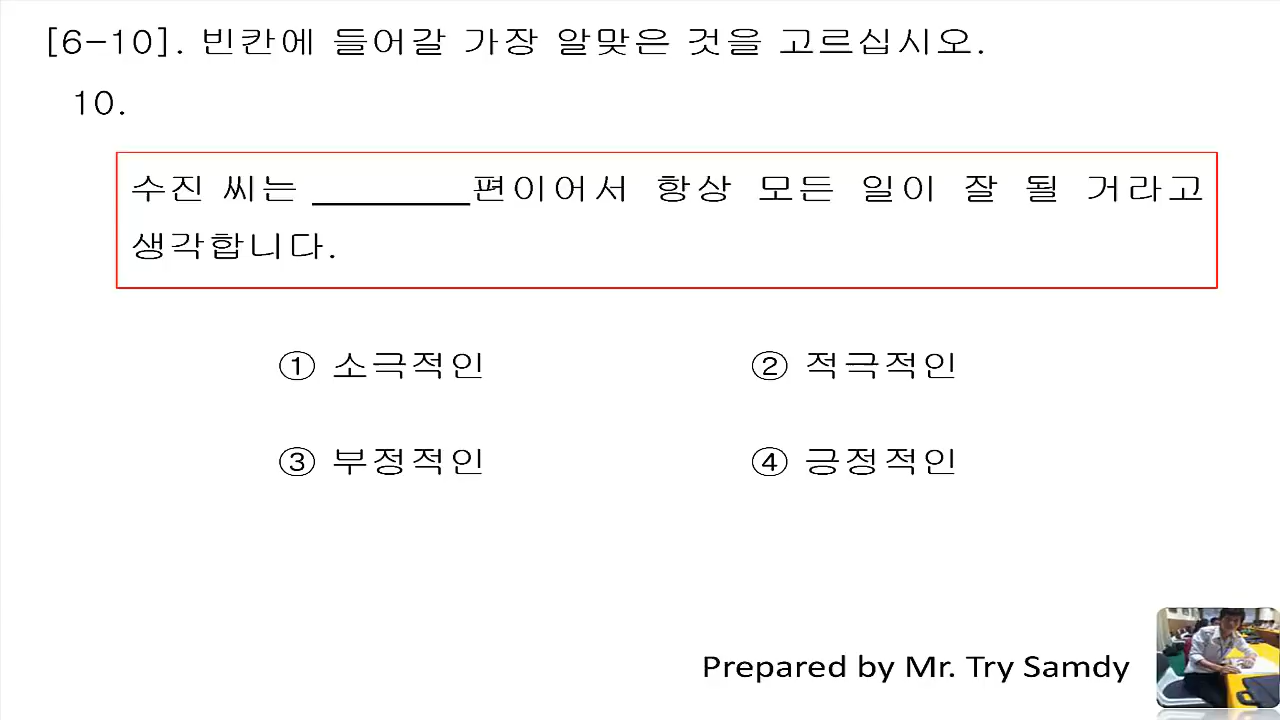 [6-10]. 빈칸에 들어갈 가장 알맞은 것을 고르십시오.
10.
수진 씨는 ________편이어서 항상 모든 일이 잘 될 거라고
생각합니다.
① 소극적인 ② 적극적인
③ 부정적인 ④ 긍정적인
Prepared by Mr. Try Samdy